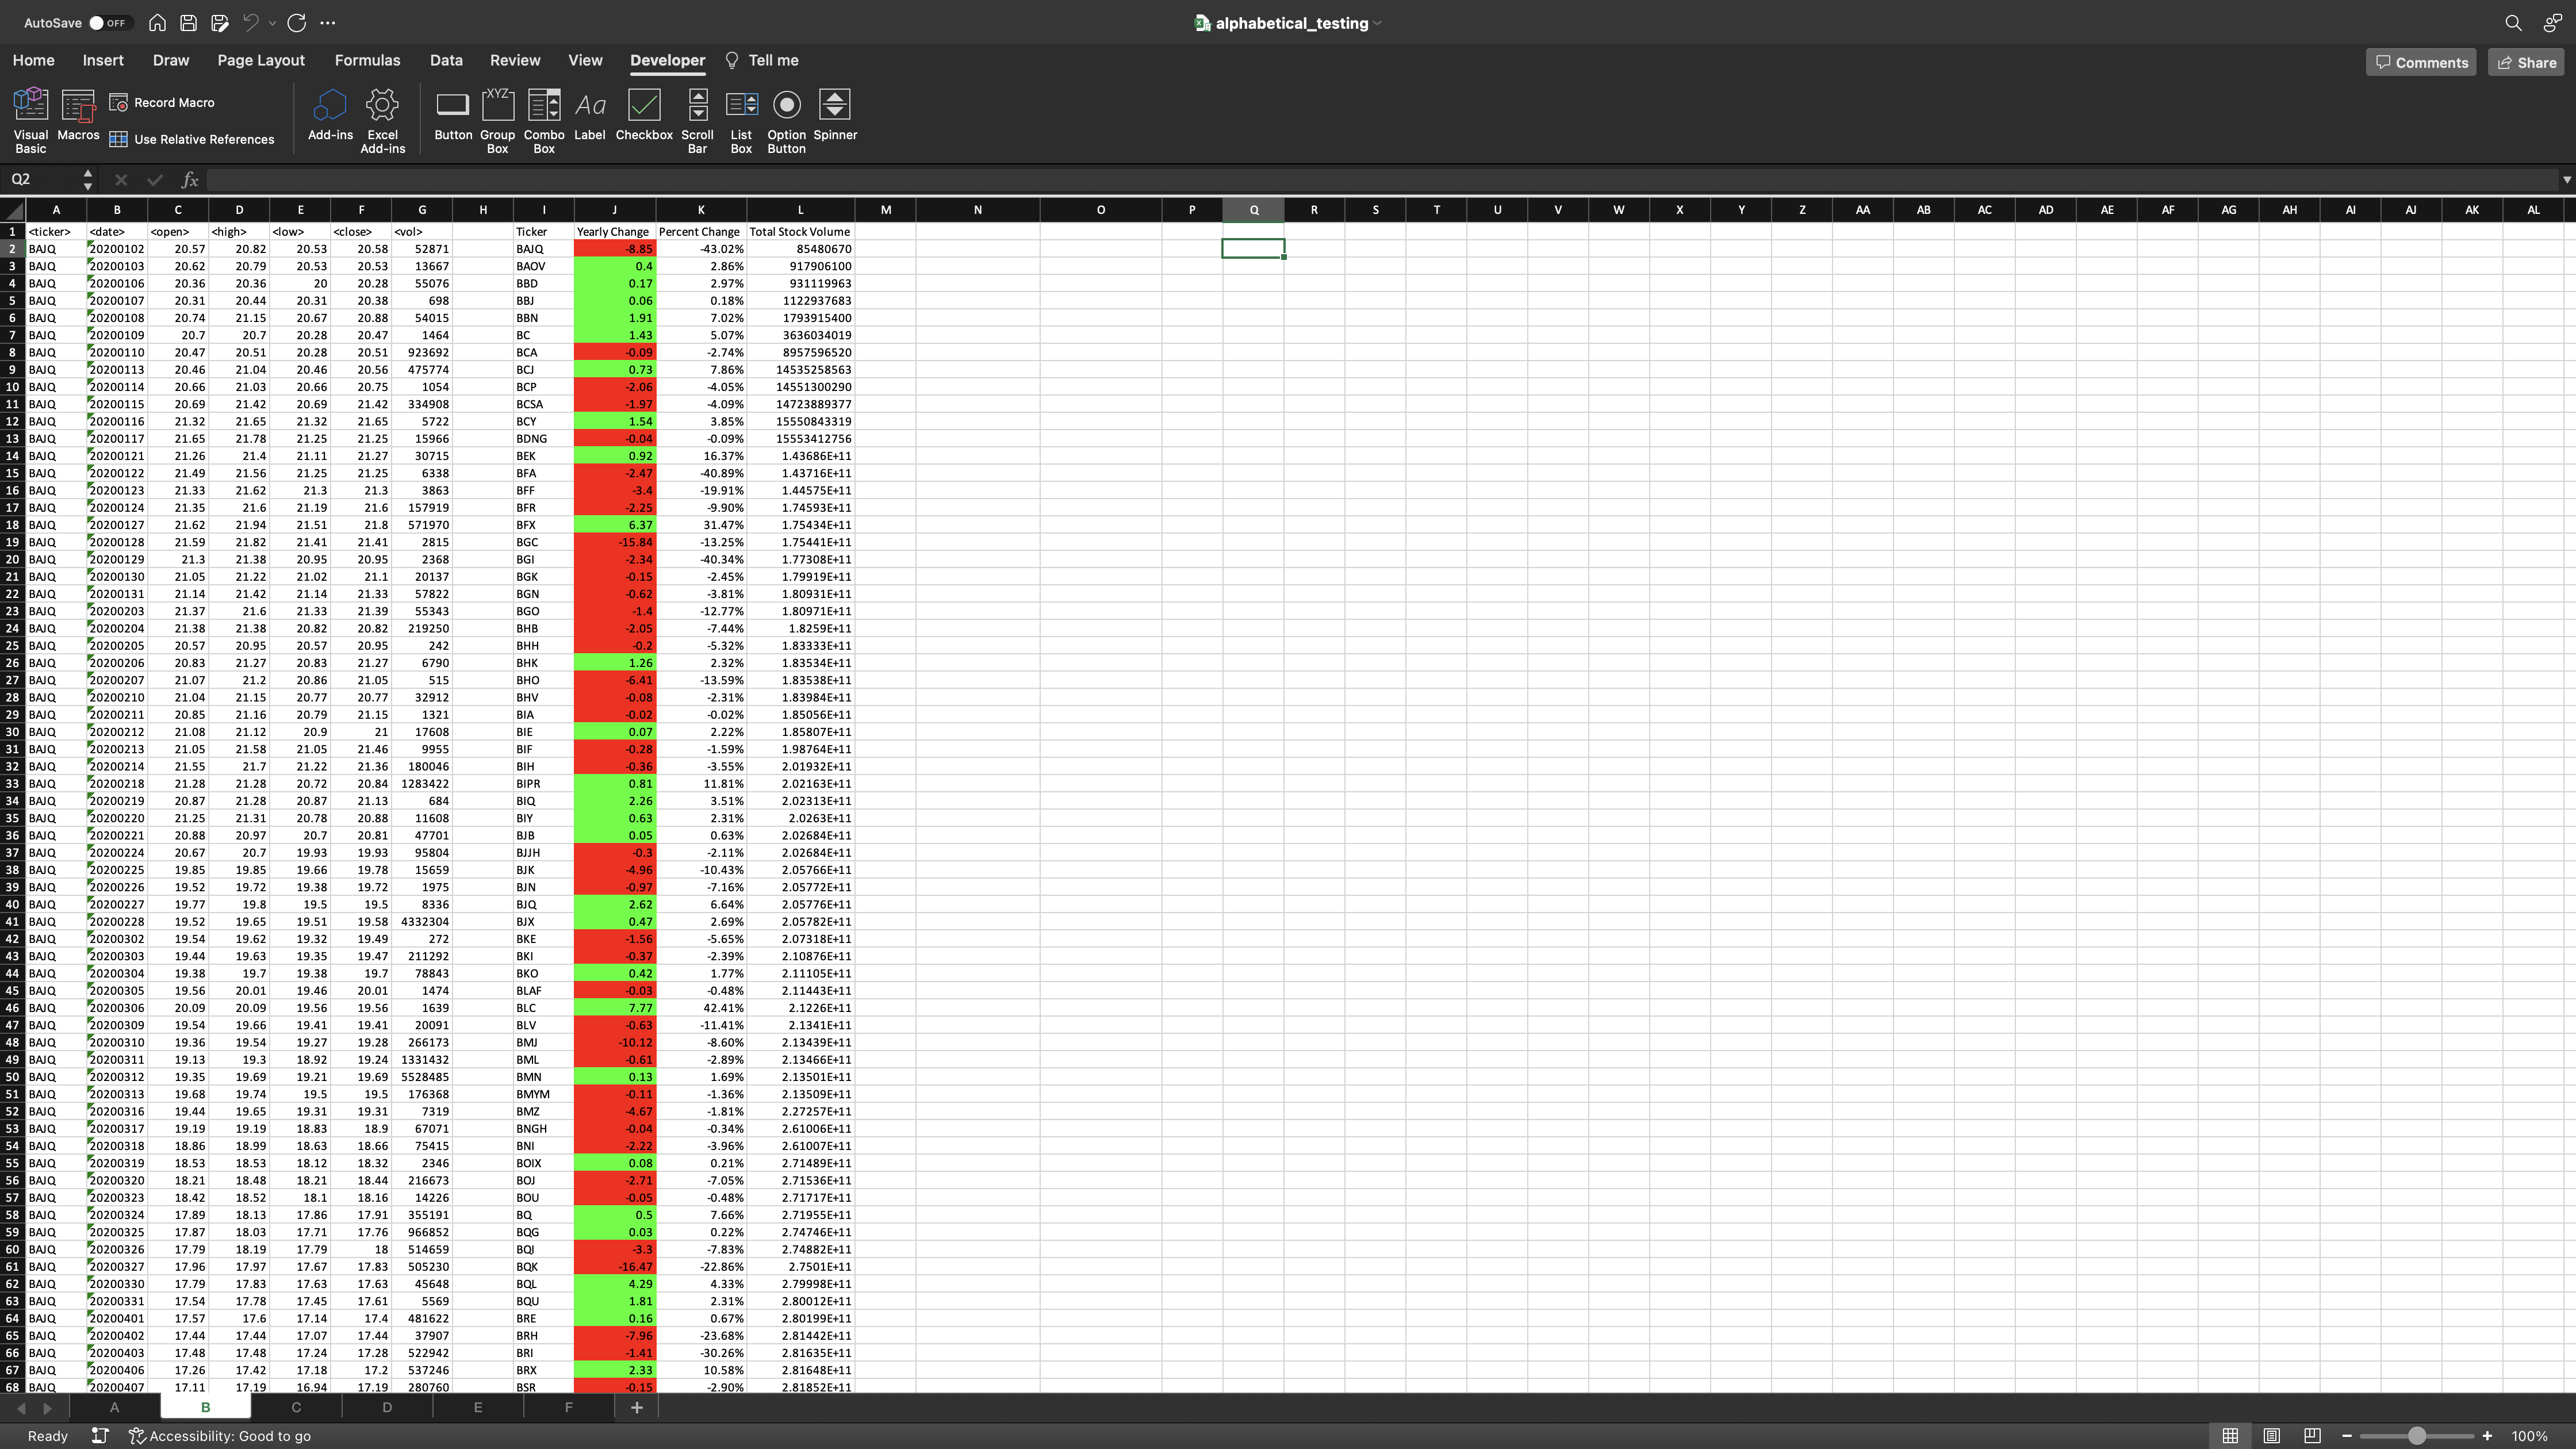 AutoSave OFF alphabetical_testing
Home Insert Draw Page Layout Formulas Data Review View Developer Tell me Comments Share
Visual Basic Macros Record Macro Use Relative References Add-ins Excel Add-ins Button XYZ Group Box Combo Box Aa Label Checkbox Scroll Bar List Box Option Button Spinner
Q2 fx
A B C D E F G H I J K L M N O P Q R S T U V W X Y Z AA AB AC AD AE AF AG AH AI AJ AK AL
1 <ticker> <date> <open> <high> <low> <close> <vol> Ticker Yearly Change Percent Change Total Stock Volume
2 BAJQ 20200102 20.57 20.82 20.53 20.58 52871 BAJQ -8.85 -43.02% 85480670
3 BAJQ 20200103 20.62 20.79 20.53 20.53 13667 BAOV 0.4 2.86% 917906100
4 BAJQ 20200106 20.36 20.36 20 20.28 55076 BBD 0.17 2.97% 931119963
5 BAJQ 20200107 20.31 20.44 20.31 20.38 698 BBJ 0.06 0.18% 1122937683
6 BAJQ 20200108 20.74 21.15 20.67 20.88 54015 BBN 1.91 7.02% 1793915400
7 BAJQ 20200109 20.7 20.7 20.28 20.47 1464 BC 1.43 5.07% 3636034019
8 BAJQ 20200110 20.47 20.51 20.28 20.51 923692 BCA -0.09 -2.74% 8957596520
9 BAJQ 20200113 20.46 21.04 20.46 20.56 475774 BCJ 0.73 7.86% 14535258563
10 BAJQ 20200114 20.66 21.03 20.66 20.75 1054 BCP -2.06 -4.05% 14551300290
11 BAJQ 20200115 20.69 21.42 20.69 21.42 334908 BCSA -1.97 -4.09% 14723889377
12 BAJQ 20200116 21.32 21.65 21.32 21.65 5722 BCY 1.54 3.85% 15550843319
13 BAJQ 20200117 21.65 21.78 21.25 21.25 15966 BDNG -0.04 -0.09% 15553412756
14 BAJQ 20200121 21.26 21.4 21.11 21.27 30715 BEK 0.92 16.37% 1.43686E+11
15 BAJQ 20200122 21.49 21.56 21.25 21.25 6338 BFA -2.47 -40.89% 1.43716E+11
16 BAJQ 20200123 21.33 21.62 21.3 21.3 3863 BFF -3.4 -19.91% 1.44575E+11
17 BAJQ 20200124 21.35 21.6 21.19 21.6 157919 BFR -2.25 -9.90% 1.74593E+11
18 BAJQ 20200127 21.62 21.94 21.51 21.8 571970 BFX 6.37 31.47% 1.75434E+11
19 BAJQ 20200128 21.59 21.82 21.41 21.41 2815 BGC -15.84 -13.25% 1.75441E+11
20 BAJQ 20200129 21.3 21.38 20.95 20.95 2368 BGI -2.34 -40.34% 1.77308E+11
21 BAJQ 20200130 21.05 21.22 21.02 21.1 20137 BGK -0.15 -2.45% 1.79919E+11
22 BAJQ 20200131 21.14 21.42 21.14 21.33 57822 BGN -0.62 -3.81% 1.80931E+11
23 BAJQ 20200203 21.37 21.6 21.33 21.39 55343 BGO -1.4 -12.77% 1.80971E+11
24 BAJQ 20200204 21.38 21.38 20.82 20.82 219250 BHB -2.05 -7.44% 1.8259E+11
25 BAJQ 20200205 20.57 20.95 20.57 20.95 242 BHH -0.2 -5.32% 1.83333E+11
26 BAJQ 20200206 20.83 21.27 20.83 21.27 6790 BHK 1.26 2.32% 1.83534E+11
27 BAJQ 20200207 21.07 21.2 20.86 21.05 515 BHO -6.41 -13.59% 1.83538E+11
28 BAJQ 20200210 21.04 21.15 20.77 20.77 32912 BHV -0.08 -2.31% 1.83984E+11
29 BAJQ 20200211 20.85 21.16 20.79 21.15 1321 BIA -0.02 -0.02% 1.85056E+11
30 BAJQ 20200212 21.08 21.12 20.9 21 17608 BIE 0.07 2.22% 1.85807E+11
31 BAJQ 20200213 21.05 21.58 21.05 21.46 9955 BIF -0.28 -1.59% 1.98764E+11
32 BAJQ 20200214 21.55 21.7 21.22 21.36 180046 BIH -0.36 -3.55% 2.01932E+11
33 BAJQ 20200218 21.28 21.28 20.72 20.84 1283422 BIPR 0.81 11.81% 2.02163E+11
34 BAJQ 20200219 20.87 21.28 20.87 21.13 684 BIQ 2.26 3.51% 2.02313E+11
35 BAJQ 20200220 21.25 21.31 20.78 20.88 11608 BIY 0.63 2.31% 2.0263E+11
36 BAJQ 20200221 20.88 20.97 20.7 20.81 47701 BJB 0.05 0.63% 2.02684E+11
37 BAJQ 20200224 20.67 20.7 19.93 19.93 95804 BJJH -0.3 -2.11% 2.02684E+11
38 BAJQ 20200225 19.85 19.85 19.66 19.78 15659 BJK -4.96 -10.43% 2.05766E+11
39 BAJQ 20200226 19.52 19.72 19.38 19.72 1975 BJN -0.97 -7.16% 2.05772E+11
40 BAJQ 20200227 19.77 19.8 19.5 19.5 8336 BJQ 2.62 6.64% 2.05776E+11
41 BAJQ 20200228 19.52 19.65 19.51 19.58 4332304 BJX 0.47 2.69% 2.05782E+11
42 BAJQ 20200302 19.54 19.62 19.32 19.49 272 BKE -1.56 -5.65% 2.07318E+11
43 BAJQ 20200303 19.44 19.63 19.35 19.47 211292 BKI -0.37 -2.39% 2.10876E+11
44 BAJQ 20200304 19.38 19.7 19.38 19.7 78843 BKO 0.42 1.77% 2.11105E+11
45 BAJQ 20200305 19.56 20.01 19.46 20.01 1474 BLAF -0.03 -0.48% 2.11443E+11
46 BAJQ 20200306 20.09 20.09 19.56 19.56 1639 BLC 7.77 42.41% 2.1226E+11
47 BAJQ 20200309 19.54 19.66 19.41 19.41 20091 BLV -0.63 -11.41% 2.1341E+11
48 BAJQ 20200310 19.36 19.54 19.27 19.28 266173 BMJ -10.12 -8.60% 2.13439E+11
49 BAJQ 20200311 19.13 19.3 18.92 19.24 1331432 BML -0.61 -2.89% 2.13466E+11
50 BAJQ 20200312 19.35 19.69 19.21 19.69 5528485 BMN 0.13 1.69% 2.13501E+11
51 BAJQ 20200313 19.68 19.74 19.5 19.5 176368 BMYM -0.11 -1.36% 2.13509E+11
52 BAJQ 20200316 19.44 19.65 19.31 19.31 7319 BMZ -4.67 -1.81% 2.27257E+11
53 BAJQ 20200317 19.19 19.19 18.83 18.9 67071 BNGH -0.04 -0.34% 2.61006E+11
54 BAJQ 20200318 18.86 18.99 18.63 18.66 75415 BNI -2.22 -3.96% 2.61007E+11
55 BAJQ 20200319 18.53 18.53 18.12 18.32 2346 BOIX 0.08 0.21% 2.71489E+11
56 BAJQ 20200320 18.21 18.48 18.21 18.44 216673 BOJ -2.71 -7.05% 2.71536E+11
57 BAJQ 20200323 18.42 18.52 18.1 18.16 14226 BOU -0.05 -0.48% 2.71717E+11
58 BAJQ 20200324 17.89 18.13 17.86 17.91 355191 BQ 0.5 7.66% 2.71955E+11
59 BAJQ 20200325 17.87 18.03 17.71 17.76 966852 BQG 0.03 0.22% 2.74746E+11
60 BAJQ 20200326 17.79 18.19 17.79 18 514659 BQI -3.3 -7.83% 2.74882E+11
61 BAJQ 20200327 17.96 17.97 17.67 17.83 505230 BQK -16.47 -22.86% 2.7501E+11
62 BAJQ 20200330 17.79 17.83 17.63 17.63 45648 BQL 4.29 4.33% 2.79998E+11
63 BAJQ 20200331 17.54 17.78 17.45 17.61 5569 BQU 1.81 2.31% 2.80012E+11
64 BAJQ 20200401 17.57 17.6 17.14 17.4 481622 BRE 0.16 0.67% 2.80199E+11
65 BAJQ 20200402 17.44 17.44 17.07 17.44 37907 BRH -7.96 -23.68% 2.81442E+11
66 BAJQ 20200403 17.48 17.48 17.24 17.28 522942 BRI -1.41 -30.26% 2.81635E+11
67 BAJQ 20200406 17.26 17.42 17.18 17.2 537246 BRX 2.33 10.58% 2.81648E+11
68 BAJQ 20200407 17.11 17.19 16.94 17.19 280760 BSR -0.15 -2.90% 2.81852E+11
A B C D E F +
Ready Accessibility: Good to go 100%